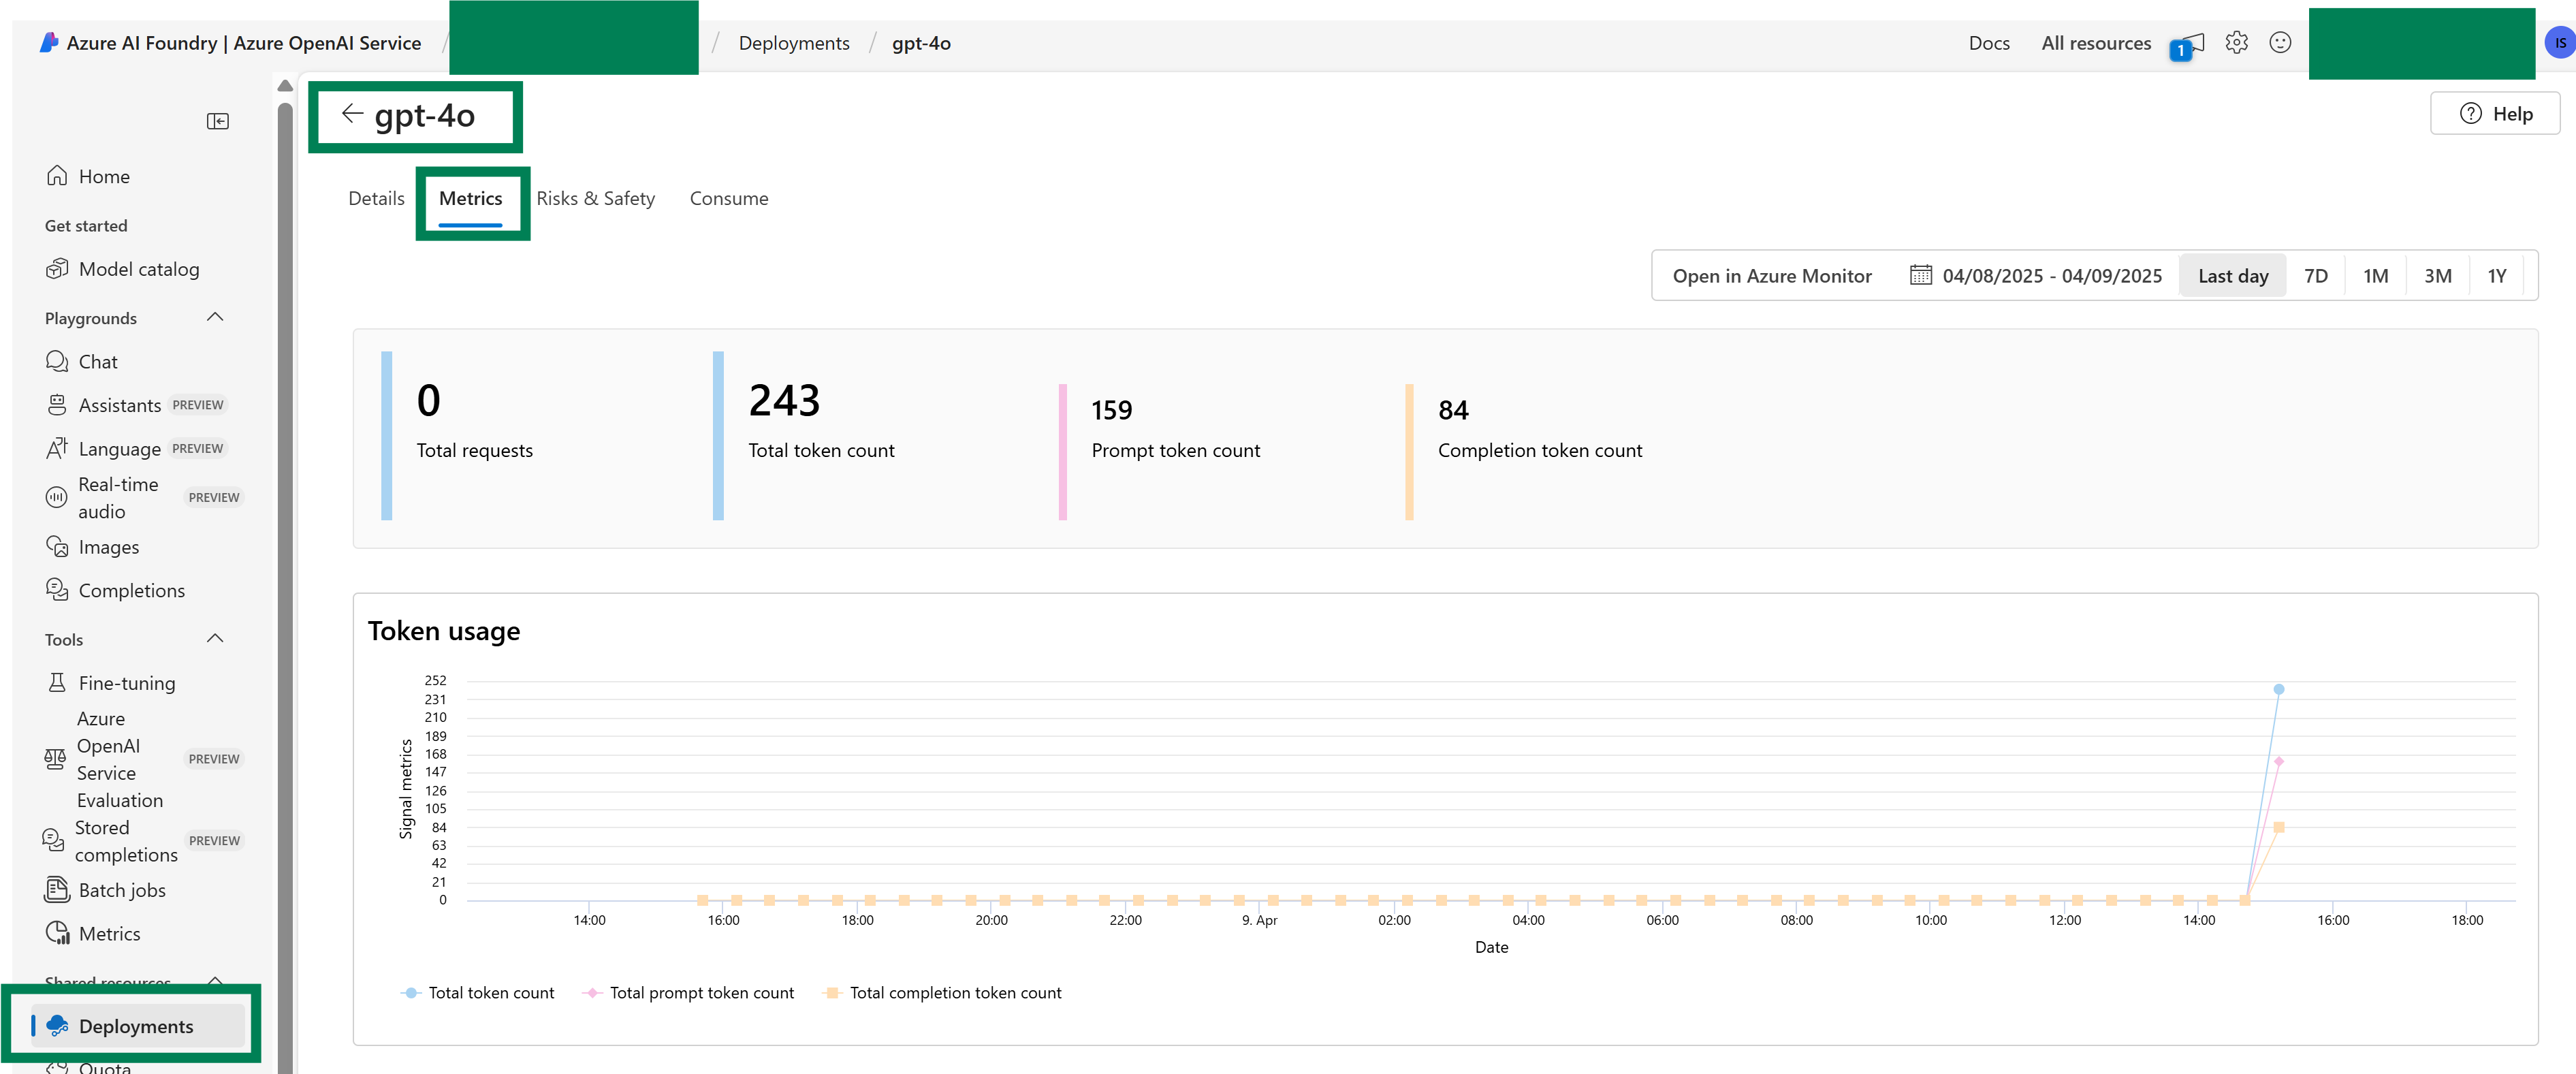 Azure AI Foundry | Azure OpenAI Service / / Deployments / gpt-4o
Docs All resources 1 IS
gpt-4o
Help
Details Metrics Risks & Safety Consume
Open in Azure Monitor 04/08/2025 - 04/09/2025 Last day 7D 1M 3M 1Y
Home
Get started
Model catalog
Playgrounds
Chat
Assistants PREVIEW
Language PREVIEW
Real-time
audio
PREVIEW
Images
Completions
Tools
Fine-tuning
Azure
OpenAI
Service
Evaluation
PREVIEW
Stored
completions
PREVIEW
Batch jobs
Metrics
Shared resources
Deployments
Quota
0
Total requests
243
Total token count
159
Prompt token count
84
Completion token count
Token usage
Signal metrics
252
231
210
189
168
147
126
105
84
63
42
21
0
14:00 16:00 18:00 20:00 22:00 9. Apr 02:00 04:00 06:00 08:00 10:00 12:00 14:00 16:00 18:00
Date
Total token count Total prompt token count Total completion token count